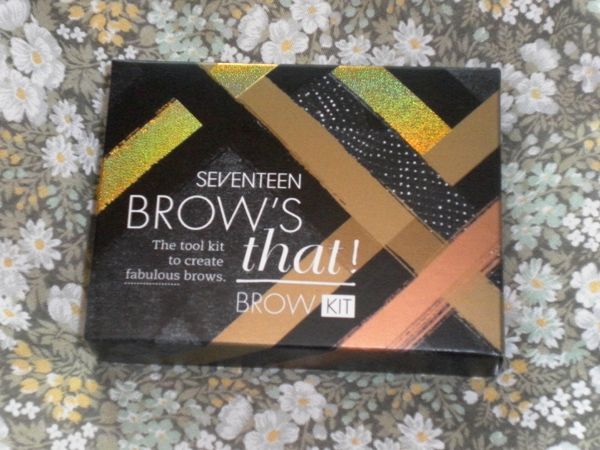 SEVENTEEN
BROW'S
that!
The tool kit
to create
fabulous brows.
BROW KIT